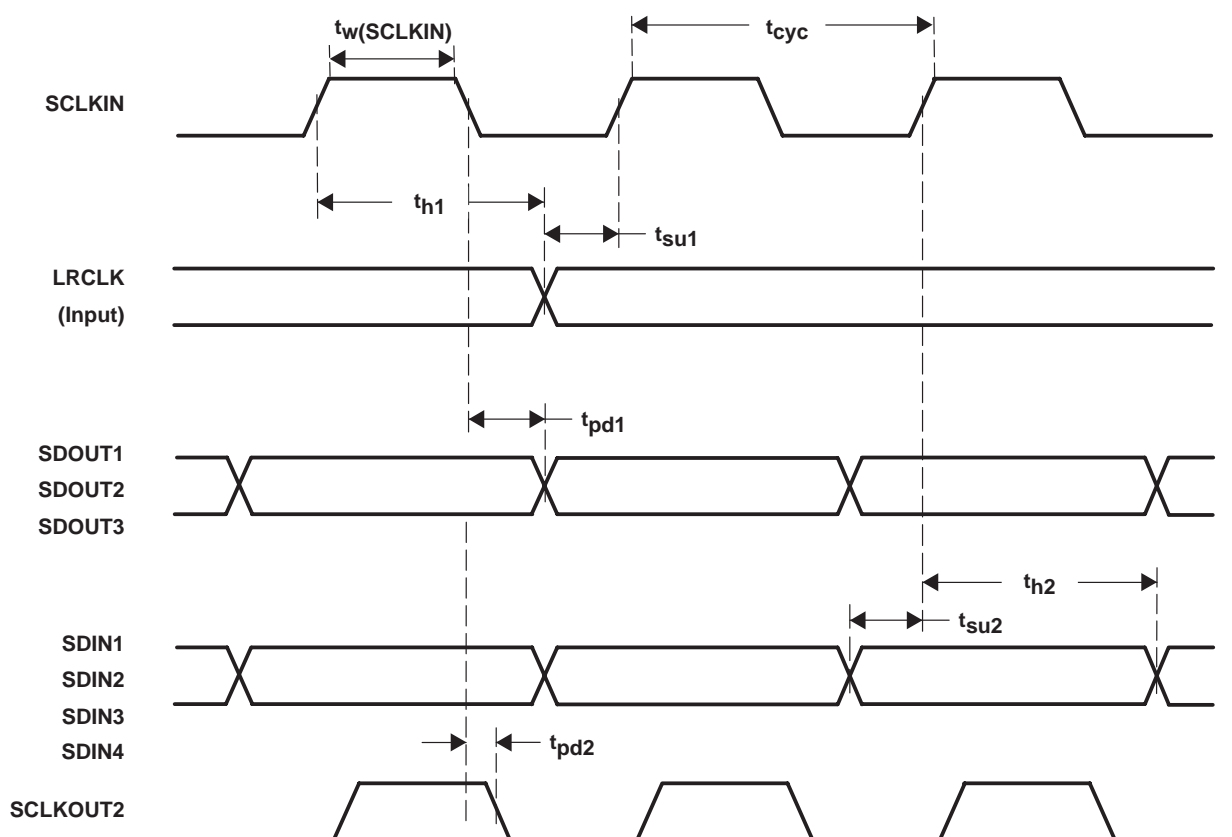 tw(SCLKIN)
tcyc
SCLKIN
th1
tsu1
LRCLK
(Input)
tpd1
SDOUT1
SDOUT2
SDOUT3
th2
tsu2
SDIN1
SDIN2
SDIN3
SDIN4
tpd2
SCLKOUT2